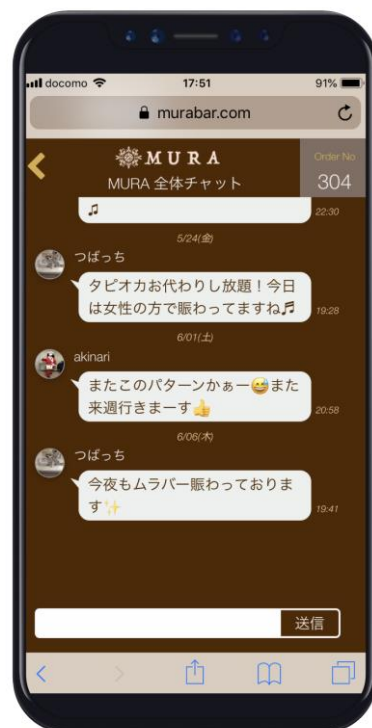 docomo 17:51 91%
murabar.com
MURA
MURA 全体チャット
Order No
304
♫
22:30
5/24(金)
つばっち
タピオカお代わりし放題！今日
は女性の方で賑わってますね♬
19:28
6/01(土)
akinari
またこのパターンかぁー😅また
来週行きまーす👍
20:58
6/06(木)
つばっち
今夜もムラバー賑わっておりま
す✨
19:41
送信